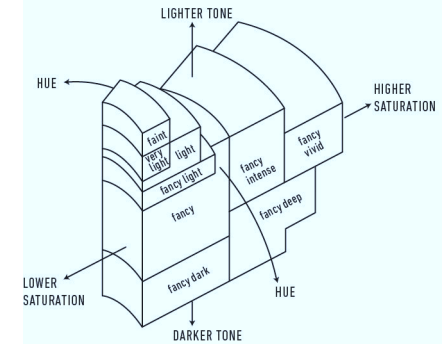 LIGHTER TONE
HUE
HIGHER
SATURATION
faint
very
light
light
fancy light
fancy
intense
fancy
vivid
fancy
fancy deep
fancy dark
LOWER
SATURATION
HUE
DARKER TONE